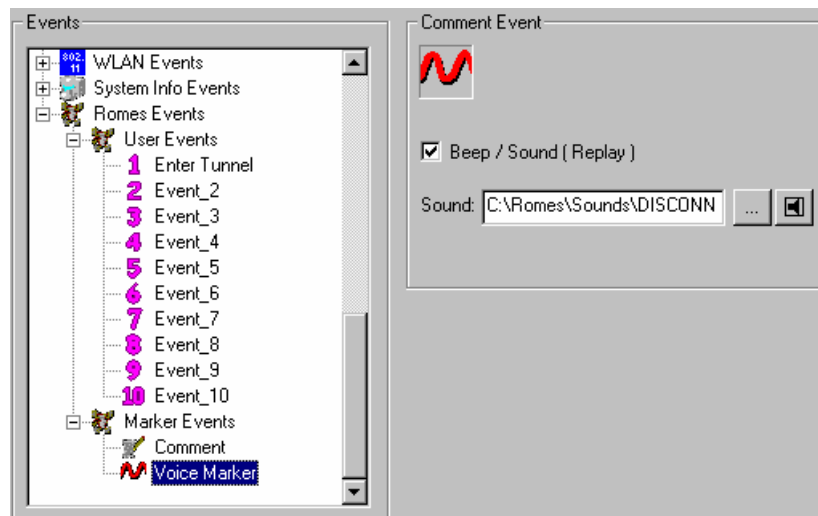 Events
802.
11
WLAN Events
System Info Events
Romes Events
User Events
1 Enter Tunnel
2 Event_2
3 Event_3
4 Event_4
5 Event_5
6 Event_6
7 Event_7
8 Event_8
9 Event_9
10 Event_10
Marker Events
Comment
Voice Marker
Comment Event
Beep / Sound ( Replay )
Sound: C:\Romes\Sounds\DISCONN ...